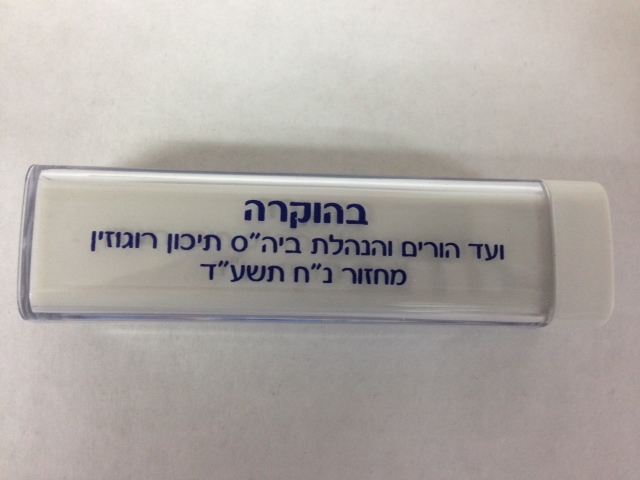 בהוקרה
ועד הורים והנהלת ביה"ס תיכון רוגוזין
מחזור נ"ח תשע"ד